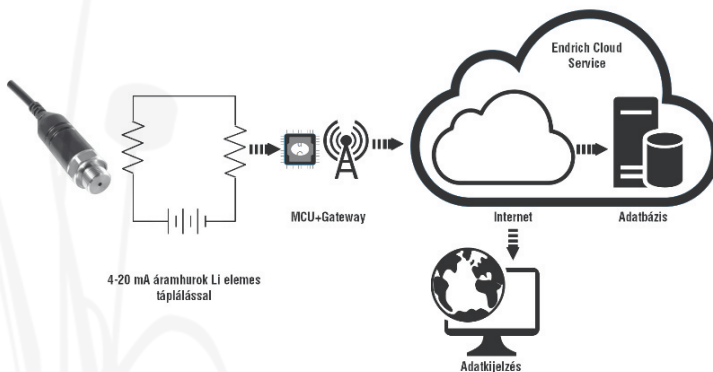 Endrich Cloud
Service
MCU+Gateway
Internet
Adatbázis
4-20 mA áramhurok Li elemes
táplálással
Adatkijelzés